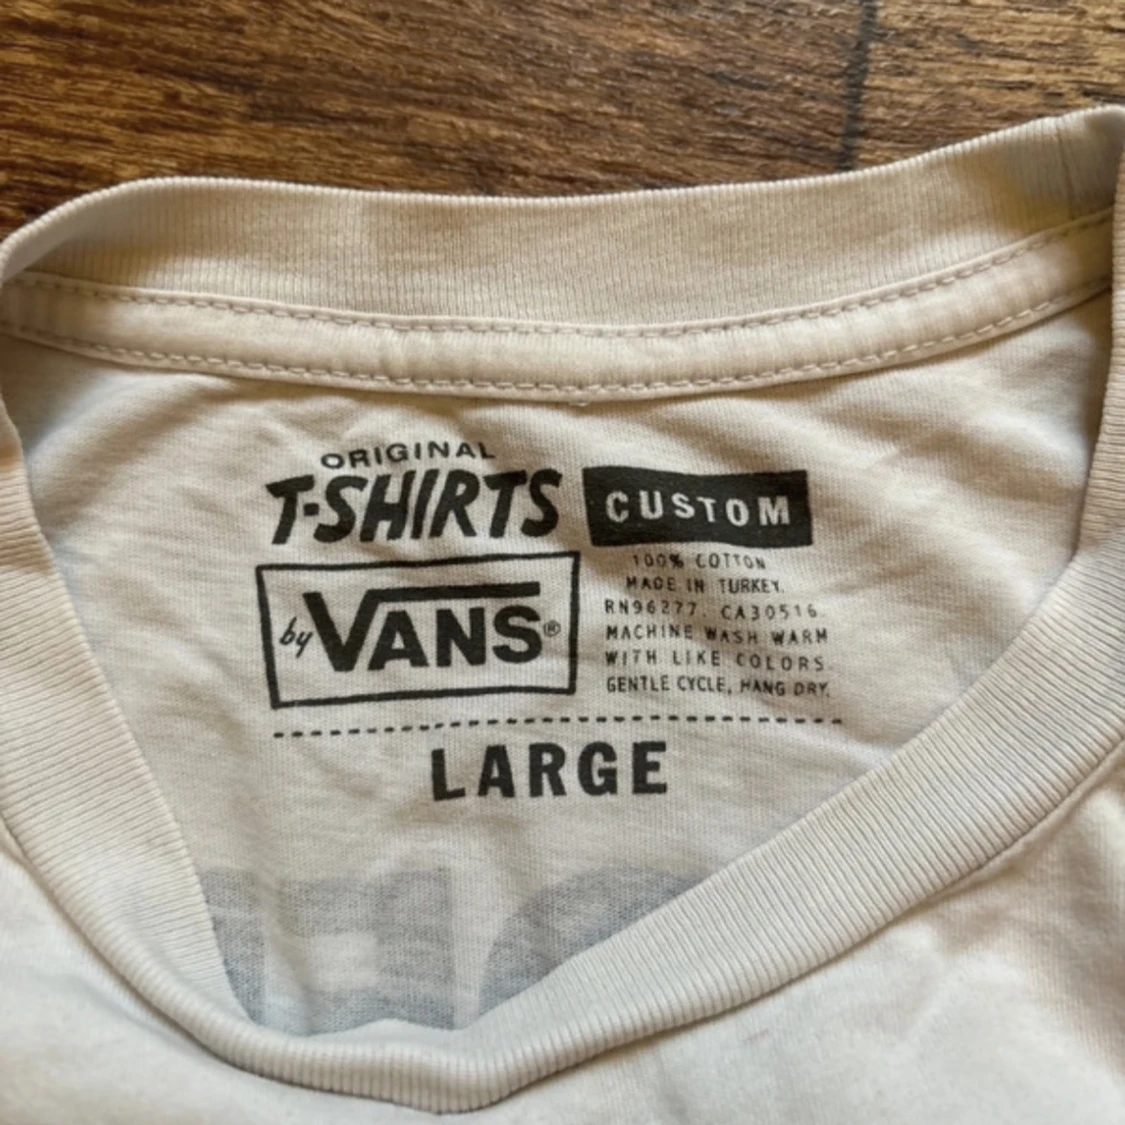 ORIGINAL
T-SHIRTS
by VANS®
CUSTOM
100% COTTON
MADE IN TURKEY.
RN96277. CA30516
MACHINE WASH WARM
WITH LIKE COLORS.
GENTLE CYCLE, HANG DRY.
LARGE